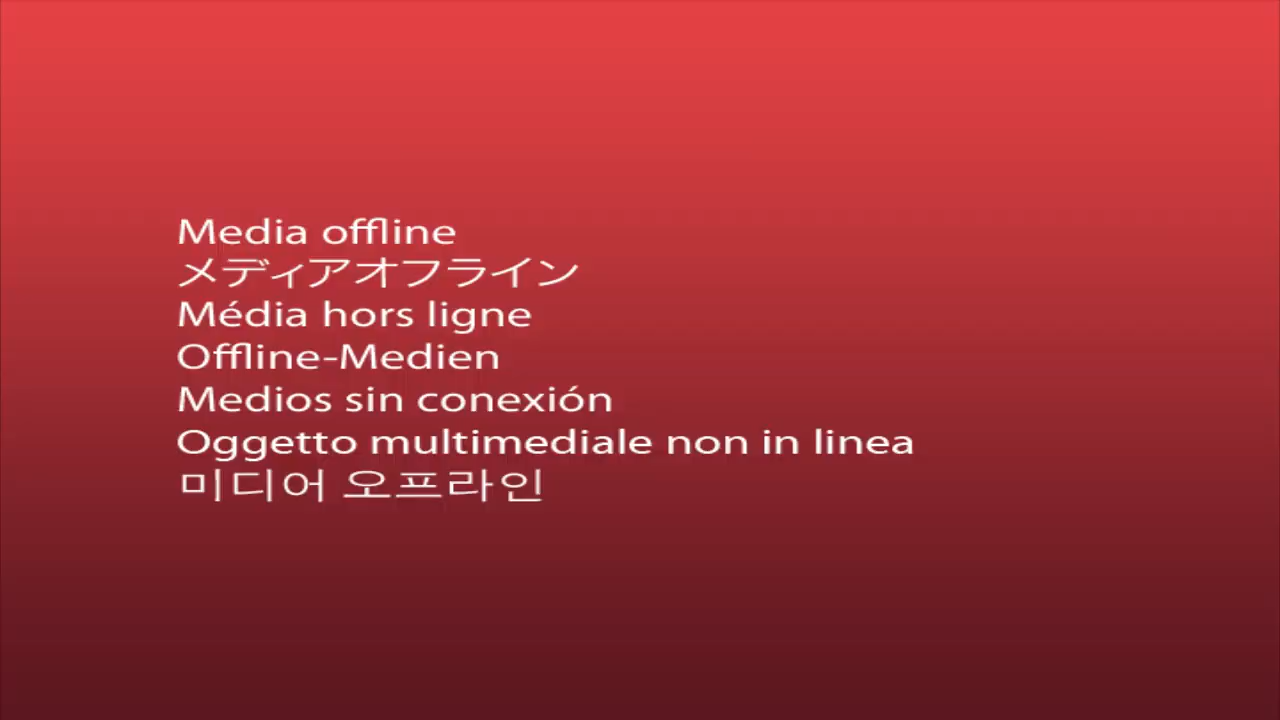 Media offline
メディアオフライン
Média hors ligne
Offline-Medien
Medios sin conexión
Oggetto multimediale non in linea
미디어 오프라인